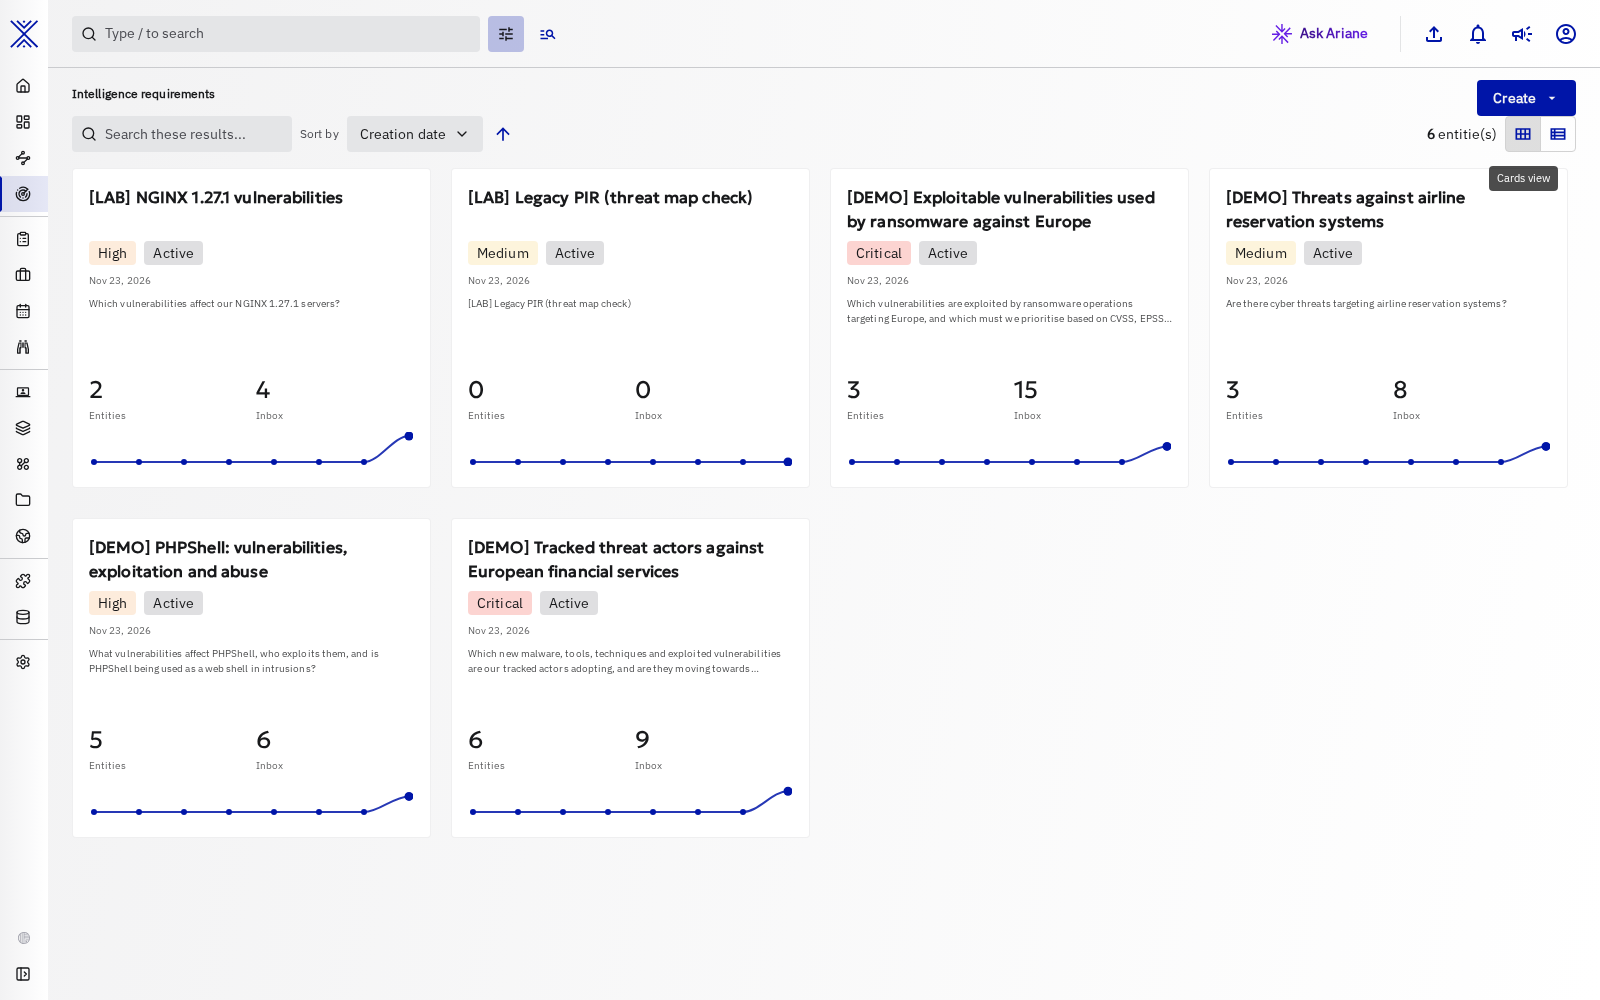 Type / to search
Ask Ariane
Intelligence requirements
Create
Search these results...
Sort by
Creation date
6 entitie(s)
Cards view
[LAB] NGINX 1.27.1 vulnerabilities
High
Active
Nov 23, 2026
Which vulnerabilities affect our NGINX 1.27.1 servers?
2
4
Entities
Inbox
[LAB] Legacy PIR (threat map check)
Medium
Active
Nov 23, 2026
[LAB] Legacy PIR (threat map check)
0
0
Entities
Inbox
[DEMO] Exploitable vulnerabilities used
by ransomware against Europe
Critical
Active
Nov 23, 2026
Which vulnerabilities are exploited by ransomware operations
targeting Europe, and which must we prioritise based on CVSS, EPSS...
3
15
Entities
Inbox
[DEMO] Threats against airline
reservation systems
Medium
Active
Nov 23, 2026
Are there cyber threats targeting airline reservation systems?
3
8
Entities
Inbox
[DEMO] PHPShell: vulnerabilities,
exploitation and abuse
High
Active
Nov 23, 2026
What vulnerabilities affect PHPShell, who exploits them, and is
PHPShell being used as a web shell in intrusions?
5
6
Entities
Inbox
[DEMO] Tracked threat actors against
European financial services
Critical
Active
Nov 23, 2026
Which new malware, tools, techniques and exploited vulnerabilities
are our tracked actors adopting, and are they moving towards...
6
9
Entities
Inbox